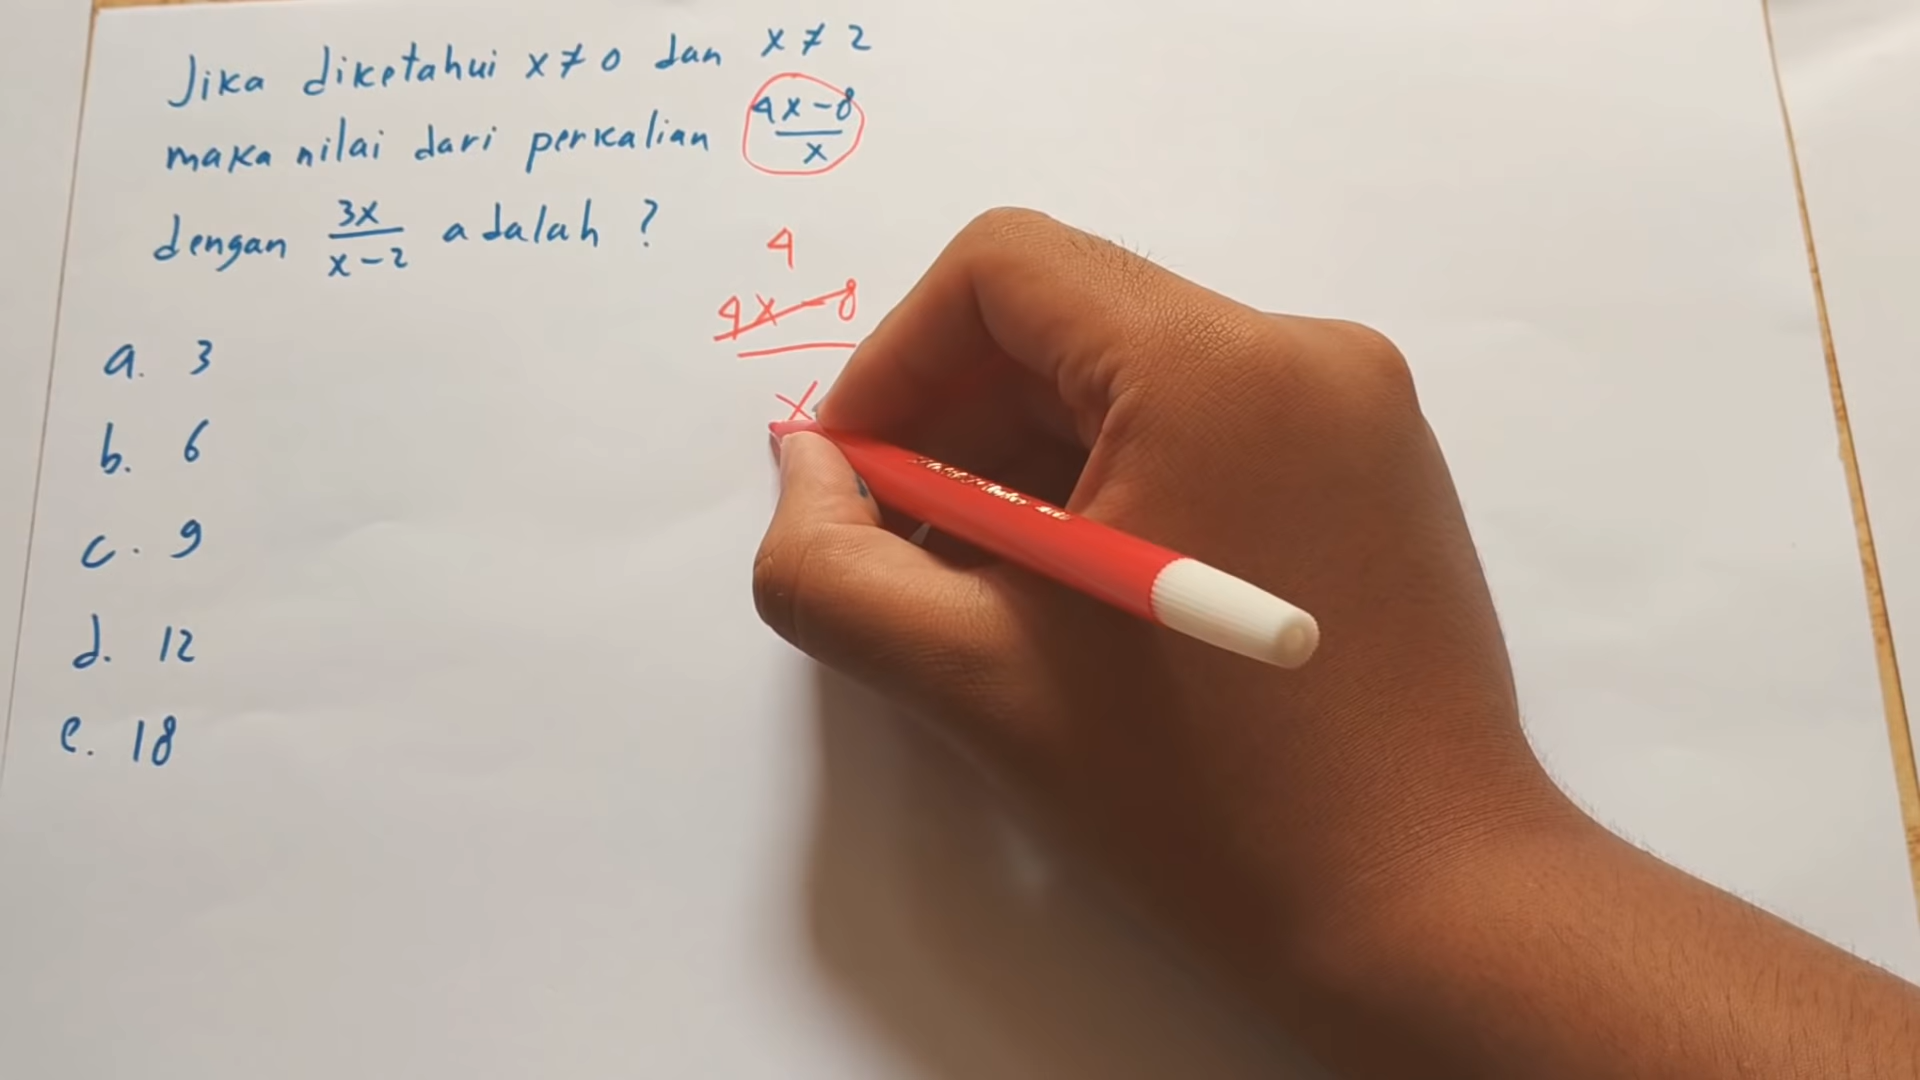 Jika diketahui x ≠ 0 dan x ≠ 2
maka nilai dari perkalian (4x-8)/x
dengan 3x/(x-2) adalah ?
a. 3
b. 6
c. 9
d. 12
e. 18
4
4x-8
x